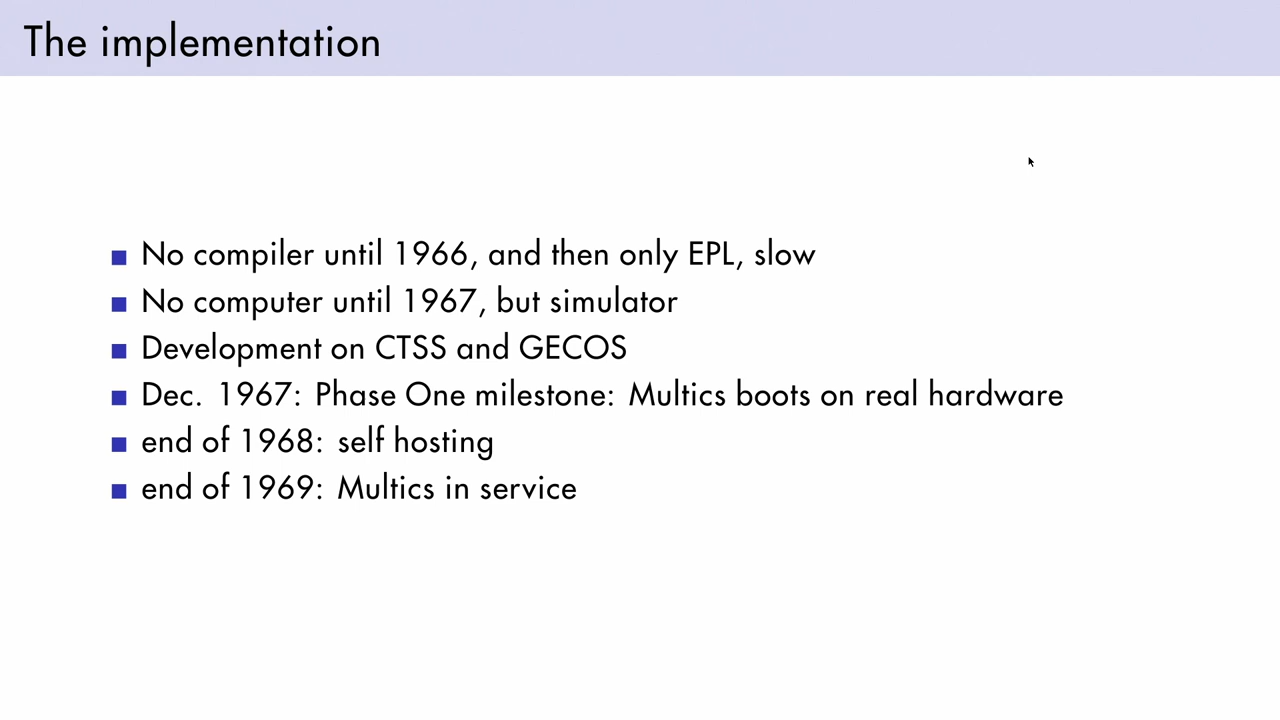 The implementation
No compiler until 1966, and then only EPL, slow
No computer until 1967, but simulator
Development on CTSS and GECOS
Dec. 1967: Phase One milestone: Multics boots on real hardware
end of 1968: self hosting
end of 1969: Multics in service